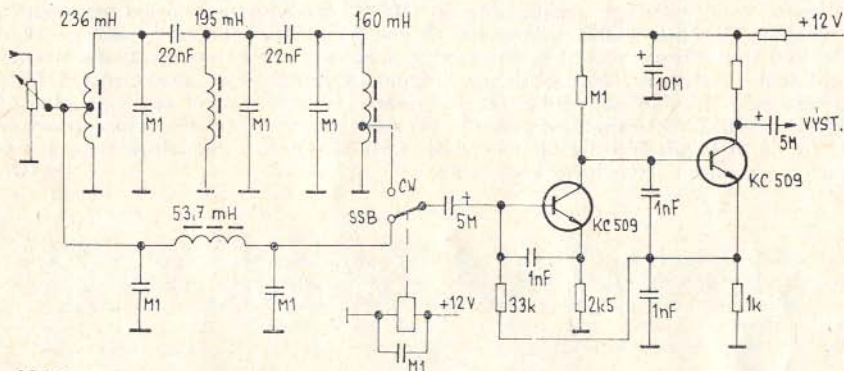 236 mH 195 mH 160 mH
22nF 22nF +12 V
M1 M1 M1 M1 M1 + 10M
+ VÝST.
5M
KC 509
CW
53,7 mH SSB 5M + KC 509 1nF
1nF
M1 M1 +12 V 33k 2k5 1nF 1k
M1